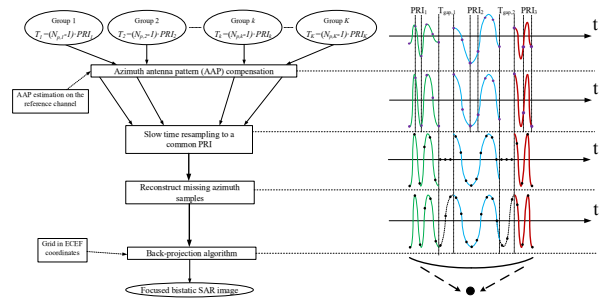 Group 1
T1=(Np,1-1)·PRI1
Group 2
T2=(Np,2-1)·PRI2
Group k
Tk=(Np,k-1)·PRIk
Group K
TK=(Np,K-1)·PRIK
Azimuth antenna pattern (AAP) compensation
AAP estimation on the
reference channel
Slow time resampling to a
common PRI
Reconstruct missing azimuth
samples
Grid in ECEF
coordinates
Back-projection algorithm
Focused bistatic SAR image
PRI1 Tgap,1 PRI2 Tgap,2 PRI3
t
t
t
t